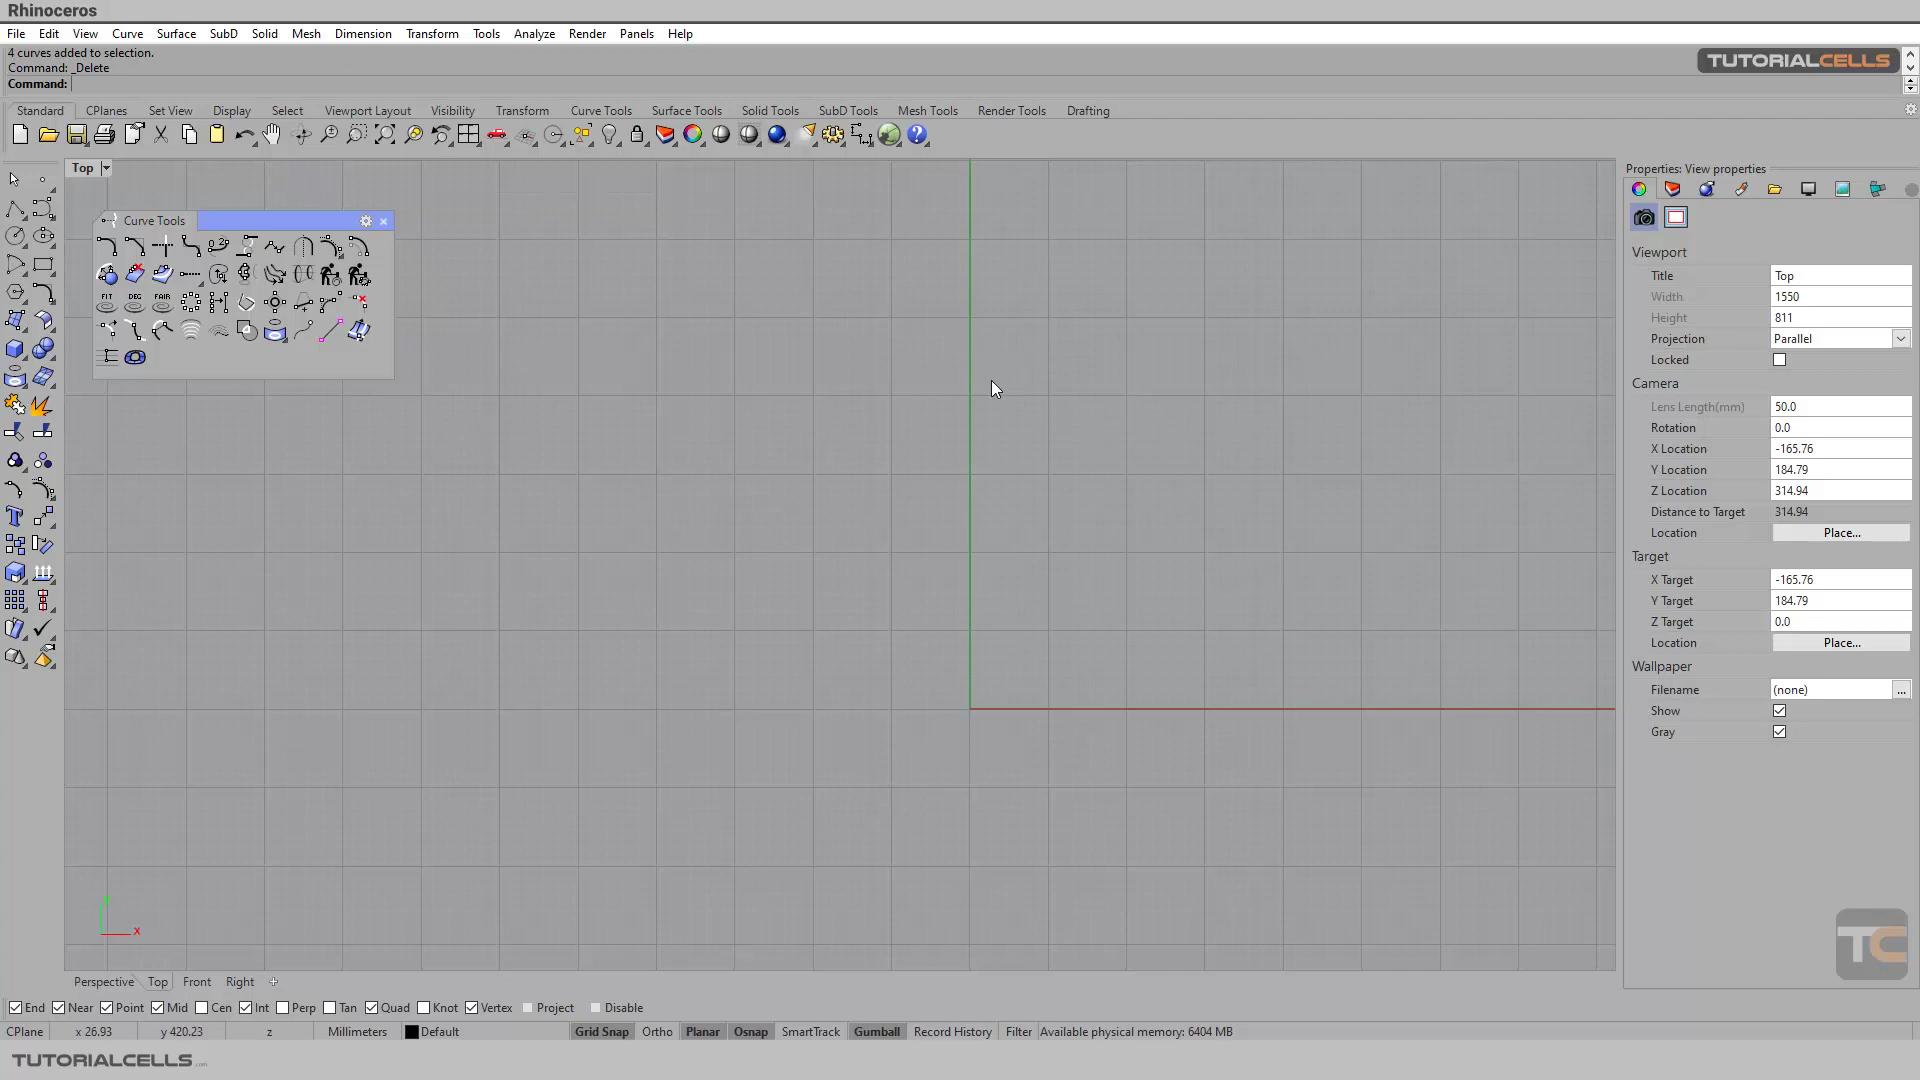 Rhinoceros
File Edit View Curve Surface SubD Solid Mesh Dimension Transform Tools Analyze Render Panels Help
4 curves added to selection.
Command: _Delete
Command:
TUTORIALCELLS
Standard CPlanes Set View Display Select Viewport Layout Visibility Transform Curve Tools Surface Tools Solid Tools SubD Tools Mesh Tools Render Tools Drafting
Top
Curve Tools
FIT DEG FAIR
Properties: View properties
Viewport
Title Top
Width 1550
Height 811
Projection Parallel
Locked
Camera
Lens Length(mm) 50.0
Rotation 0.0
X Location -165.76
Y Location 184.79
Z Location 314.94
Distance to Target 314.94
Location Place...
Target
X Target -165.76
Y Target 184.79
Z Target 0.0
Location Place...
Wallpaper
Filename (none) ...
Show
Gray
TC
y
x
Perspective Top Front Right
End Near Point Mid Cen Int Perp Tan Quad Knot Vertex Project Disable
CPlane x 26.93 y 420.23 z Millimeters Default Grid Snap Ortho Planar Osnap SmartTrack Gumball Record History Filter Available physical memory: 6404 MB
TUTORIALCELLS